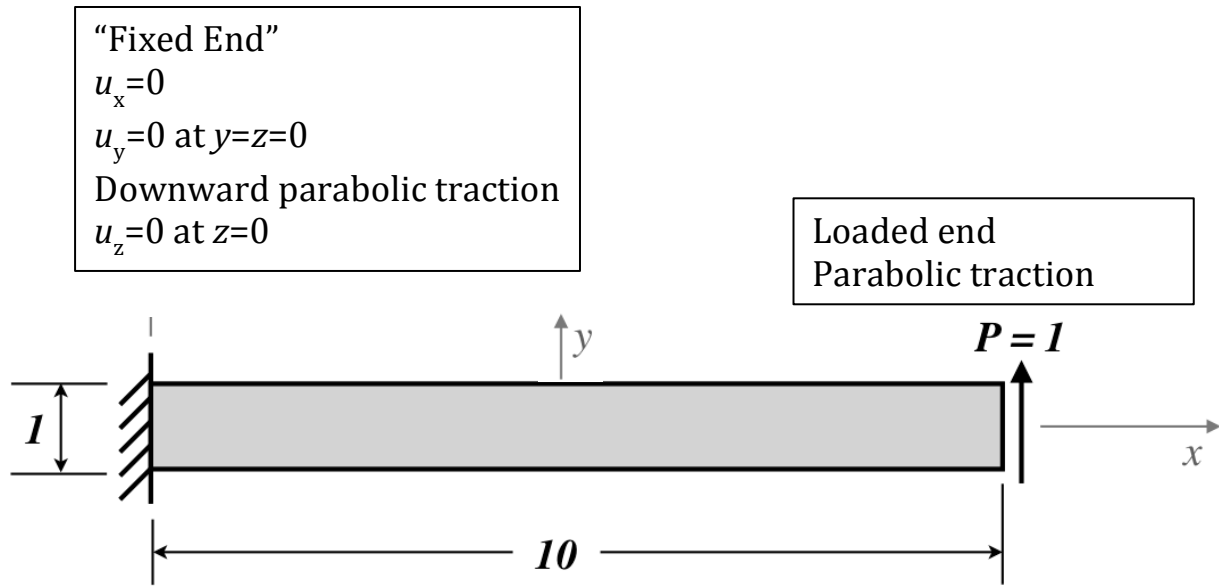 “Fixed End”
uₓ=0
u_y=0 at y=z=0
Downward parabolic traction
u_z=0 at z=0
Loaded end
Parabolic traction
P = 1
y
1
x
10